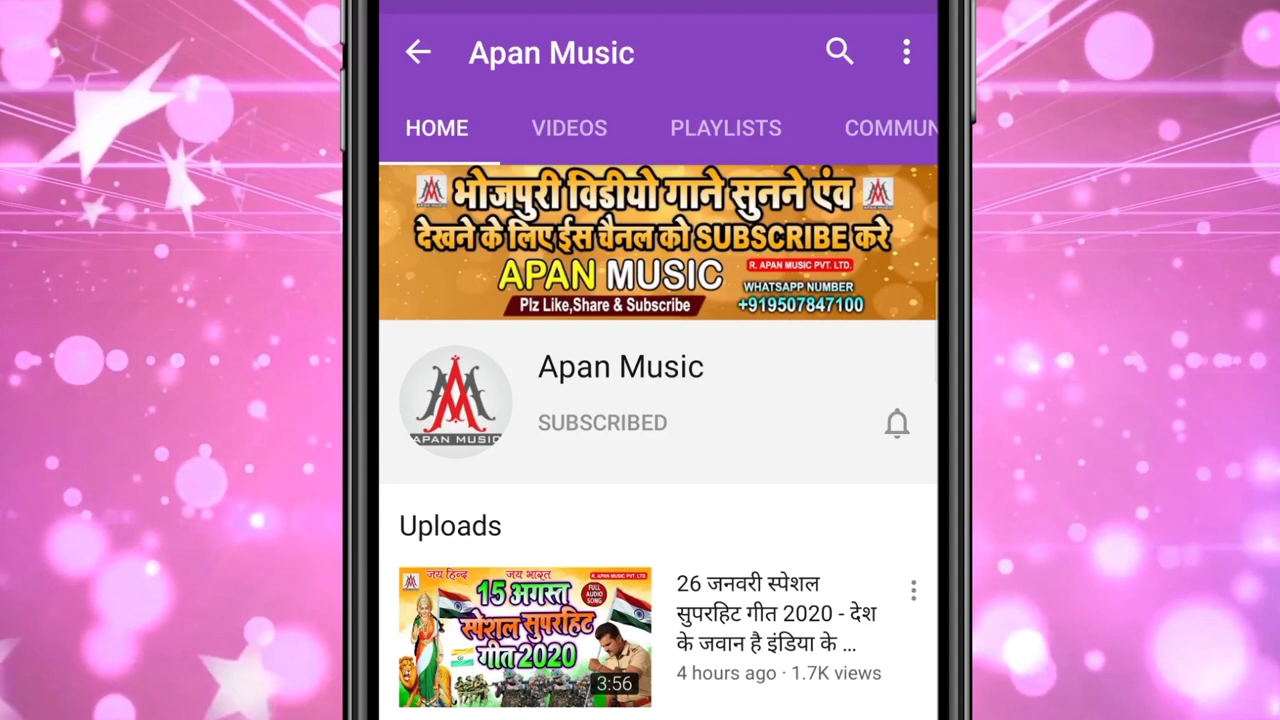 Apan Music
HOME VIDEOS PLAYLISTS COMMUN
भोजपुरी विडीयो गाने सुनने एंव
देखने के लिए ईस चैनल को SUBSCRIBE करे
APAN MUSIC
R. APAN MUSIC PVT. LTD.
WHATSAPP NUMBER
+919507847100
Plz Like,Share & Subscribe
Apan Music
SUBSCRIBED
APAN MUSIC
Uploads
जय हिन्द जय भारत
R. APAN MUSIC PVT. LTD
15 अगस्त
FULL
AUDIO
SONG
स्पेशल सुपरहिट
गीत 2020
3:56
26 जनवरी स्पेशल
सुपरहिट गीत 2020 - देश
के जवान है इंडिया के ...
4 hours ago · 1.7K views